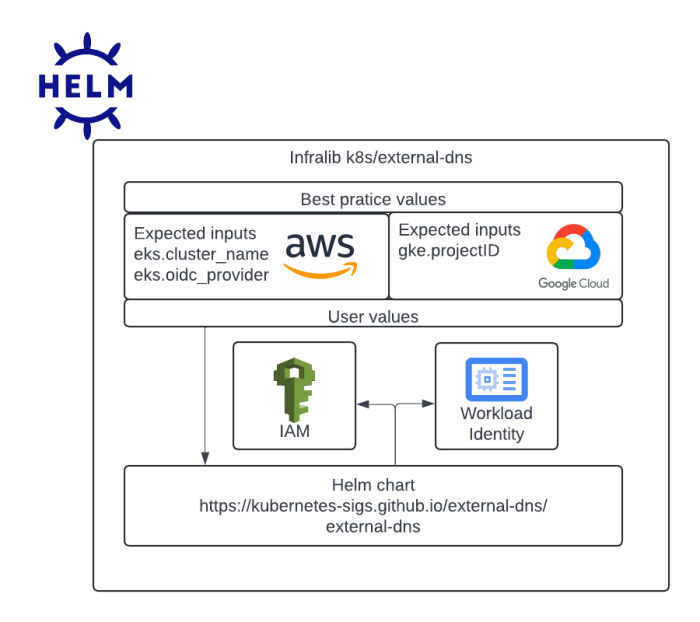 HELM
Infralib k8s/external-dns
Best pratice values
Expected inputs
eks.cluster_name
eks.oidc_provider
aws
Expected inputs
gke.projectID
Google Cloud
User values
IAM
Workload
Identity
Helm chart
https://kubernetes-sigs.github.io/external-dns/
external-dns